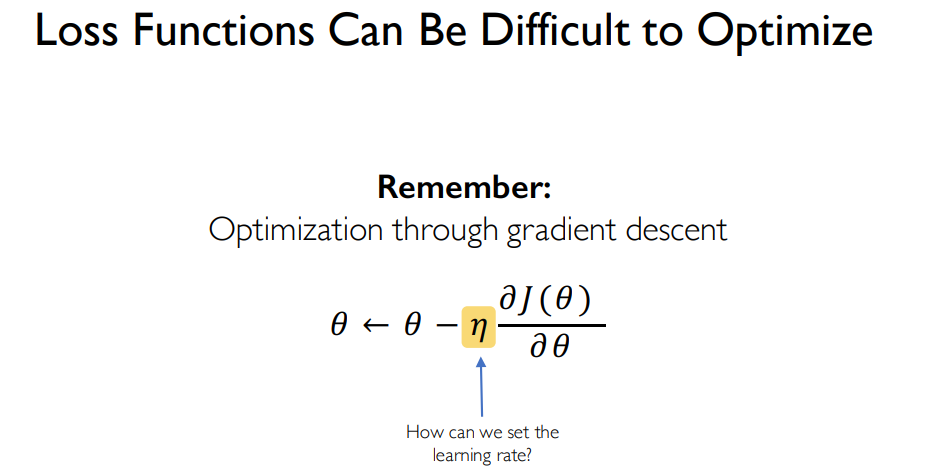 Loss Functions Can Be Difficult to Optimize
Remember:
Optimization through gradient descent
θ ← θ − η ∂J(θ) / ∂θ
How can we set the
learning rate?